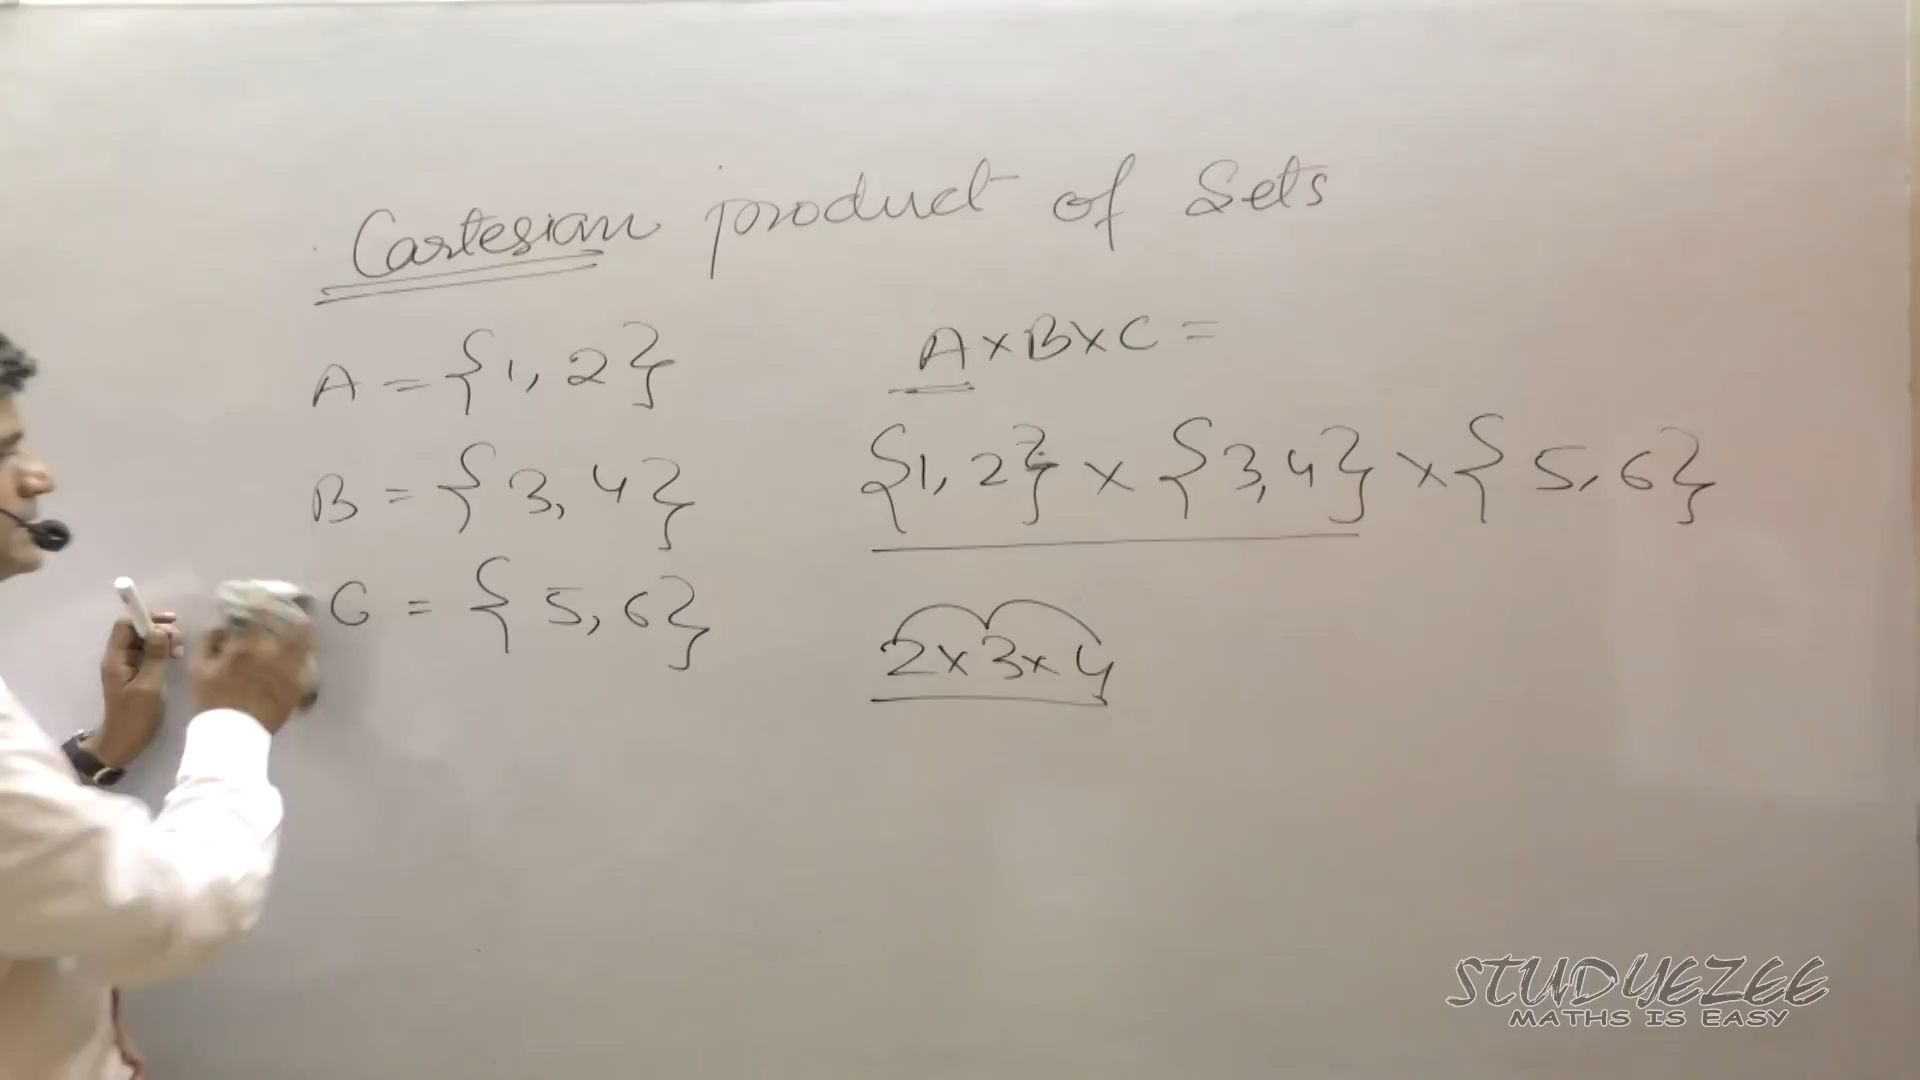 Cartesian product of Sets
A = {1, 2}
B = {3, 4}
C = {5, 6}
A×B×C =
{1, 2} × {3, 4} × {5, 6}
2×3×4
STUDYEZEE
MATHS IS EASY